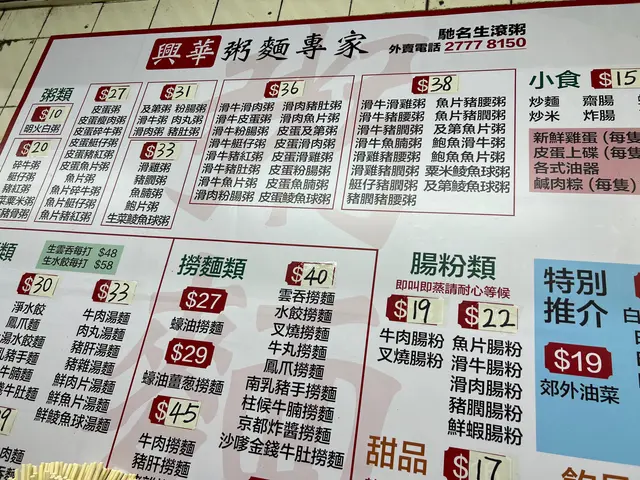 興華 粥麵專家
馳名生滾粥
外賣電話 2777 8150
粥類
$10
明火白粥
$20
碎牛粥
艇仔粥
豬紅粥
$27
皮蛋粥
皮蛋瘦肉粥
皮蛋碎牛粥
皮蛋艇仔粥
皮蛋豬紅粥
魚片粥
魚片碎牛粥
魚片艇仔粥
魚片豬紅粥
$31
及第粥 粉腸粥
滑牛粥 肉丸粥
滑肉粥 豬肚粥
$33
滑雞粥
豬膶粥
魚腩粥
鮑魚粥
生菜鯪魚球粥
$36
滑牛滑肉粥 滑肉豬肚粥
滑牛皮蛋粥 滑肉魚片粥
滑牛粉腸粥 滑肉魚腩粥
滑牛魚片粥 皮蛋及第粥
滑牛豬紅粥 皮蛋滑雞粥
滑牛豬肚粥 皮蛋粉腸粥
滑肉粉腸粥 皮蛋魚腩粥
滑肉滑雞粥 皮蛋鯪魚球粥
$38
滑牛滑雞粥 魚片豬腰粥
滑牛豬腰粥 魚片豬膶粥
滑牛豬膶粥 及第魚片粥
滑牛魚腩粥 鮑魚滑牛粥
滑雞豬膶粥 鮑魚滑雞粥
艇仔豬膶粥 粟米鯪魚球粥
豬膶豬腰粥 及第鯪魚球粥
小食 $15
炒麵 齋腸
炒米 炸腸
新鮮雞蛋 (每隻
皮蛋上碟 (每隻
各式油器
鹹肉粽 (每隻
類
生雲吞每打 $48
生水餃每打 $58
$30
淨水餃
$33
牛肉湯麵
肉丸湯麵
豬肝湯麵
豬雜湯麵
鮮肉片湯麵
鮮魚片湯麵
鮮鯪魚球湯麵
撈麵類
$27
蠔油撈麵
$29
蠔油薑葱撈麵
$45
牛肉撈麵
豬肝撈麵
$40
雲吞撈麵
水餃撈麵
叉燒撈麵
牛丸撈麵
鳳爪撈麵
南乳豬手撈麵
柱候牛腩撈麵
京都炸醬撈麵
沙嗲金錢牛肚撈麵
腸粉類
即叫即蒸請耐心等候
$19
牛肉腸粉
叉燒腸粉
$22
魚片腸粉
滑牛腸粉
滑肉腸粉
豬膶腸粉
鮮蝦腸粉
甜品
$17
特別
推介
$19
郊外油菜